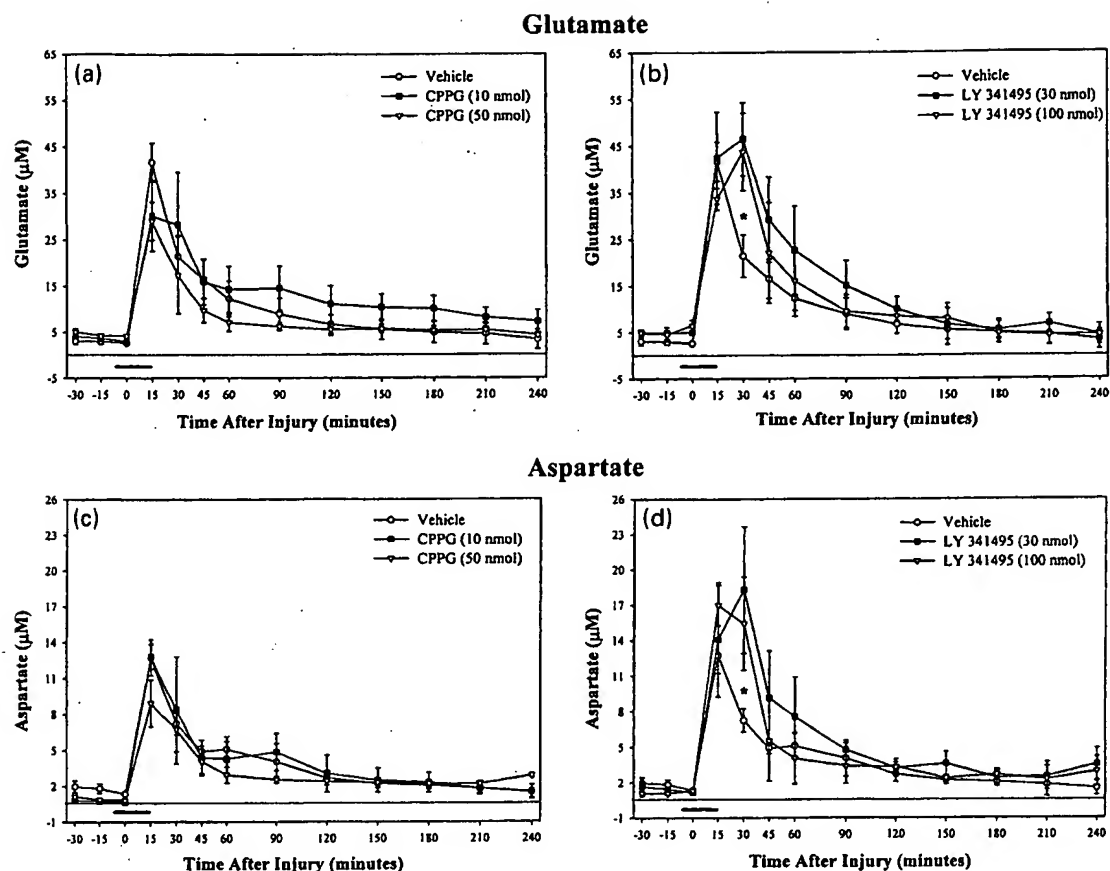 Glutamate
(a)
Vehicle
CPPG (10 nmol)
CPPG (50 nmol)
Glutamate (μM)
65
55
45
35
25
15
5
-5
-30 -15 0 15 30 45 60 90 120 150 180 210 240
Time After Injury (minutes)
(b)
Vehicle
LY 341495 (30 nmol)
LY 341495 (100 nmol)
*
Glutamate (μM)
65
55
45
35
25
15
5
-5
-30 -15 0 15 30 45 60 90 120 150 180 210 240
Time After Injury (minutes)
Aspartate
(c)
Vehicle
CPPG (10 nmol)
CPPG (50 nmol)
Aspartate (μM)
26
23
20
17
14
11
8
5
2
-1
-30 -15 0 15 30 45 60 90 120 150 180 210 240
Time After Injury (minutes)
(d)
Vehicle
LY 341495 (30 nmol)
LY 341495 (100 nmol)
*
Aspartate (μM)
26
23
20
17
14
11
8
5
2
-1
-30 -15 0 15 30 45 60 90 120 150 180 210 240
Time After Injury (minutes)